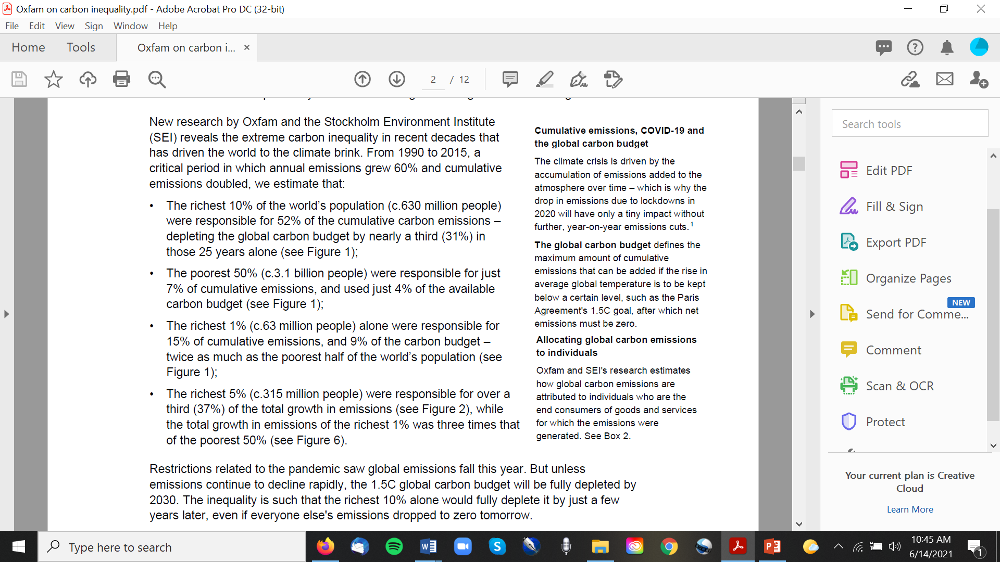 Oxfam on carbon inequality.pdf - Adobe Acrobat Pro DC (32-bit)
File Edit View Sign Window Help
Home Tools Oxfam on carbon i... ×
2 / 12
New research by Oxfam and the Stockholm Environment Institute
(SEI) reveals the extreme carbon inequality in recent decades that
has driven the world to the climate brink. From 1990 to 2015, a
critical period in which annual emissions grew 60% and cumulative
emissions doubled, we estimate that:
• The richest 10% of the world’s population (c.630 million people)
were responsible for 52% of the cumulative carbon emissions –
depleting the global carbon budget by nearly a third (31%) in
those 25 years alone (see Figure 1);
• The poorest 50% (c.3.1 billion people) were responsible for just
7% of cumulative emissions, and used just 4% of the available
carbon budget (see Figure 1);
• The richest 1% (c.63 million people) alone were responsible for
15% of cumulative emissions, and 9% of the carbon budget –
twice as much as the poorest half of the world’s population (see
Figure 1);
• The richest 5% (c.315 million people) were responsible for over a
third (37%) of the total growth in emissions (see Figure 2), while
the total growth in emissions of the richest 1% was three times that
of the poorest 50% (see Figure 6).
Cumulative emissions, COVID-19 and
the global carbon budget
The climate crisis is driven by the
accumulation of emissions added to the
atmosphere over time – which is why the
drop in emissions due to lockdowns in
2020 will have only a tiny impact without
further, year-on-year emissions cuts.1
The global carbon budget defines the
maximum amount of cumulative
emissions that can be added if the rise in
average global temperature is to be kept
below a certain level, such as the Paris
Agreement's 1.5C goal, after which net
emissions must be zero.
Allocating global carbon emissions
to individuals
Oxfam and SEI's research estimates
how global carbon emissions are
attributed to individuals who are the
end consumers of goods and services
for which the emissions were
generated. See Box 2.
Restrictions related to the pandemic saw global emissions fall this year. But unless
emissions continue to decline rapidly, the 1.5C global carbon budget will be fully depleted by
2030. The inequality is such that the richest 10% alone would fully deplete it by just a few
years later, even if everyone else's emissions dropped to zero tomorrow.
Search tools
Edit PDF
Fill & Sign
Export PDF
Organize Pages
NEW
Send for Comme...
Comment
Scan & OCR
Protect
Your current plan is Creative
Cloud
Learn More
Type here to search
10:45 AM
6/14/2021
1